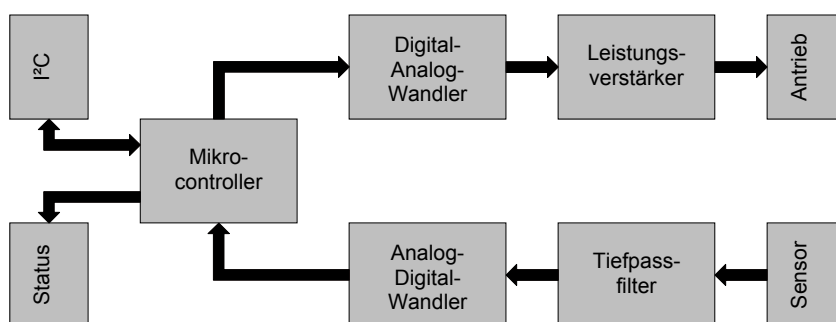 I²C
Digital-
Analog-
Wandler
Leistungs-
verstärker
Antrieb
Mikro-
controller
Status
Analog-
Digital-
Wandler
Tiefpass-
filter
Sensor